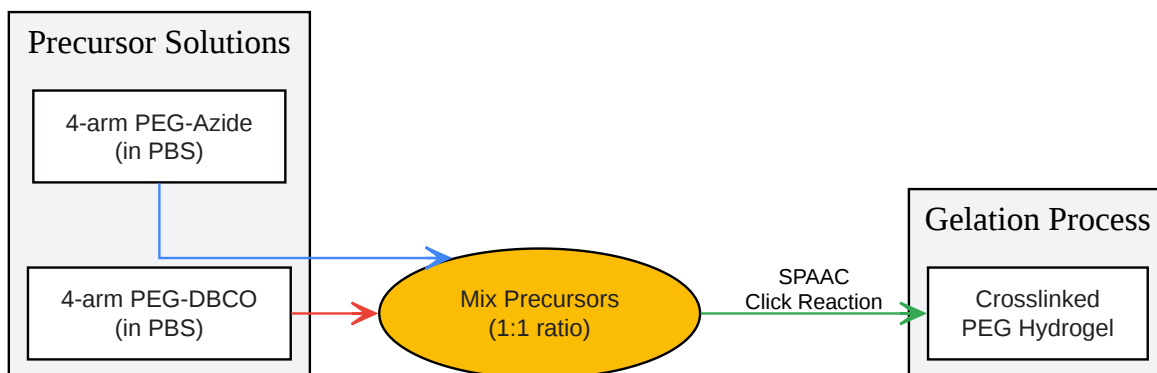 Precursor Solutions
4-arm PEG-Azide
(in PBS)
4-arm PEG-DBCO
(in PBS)
Mix Precursors
(1:1 ratio)
SPAAC
Click Reaction
Gelation Process
Crosslinked
PEG Hydrogel